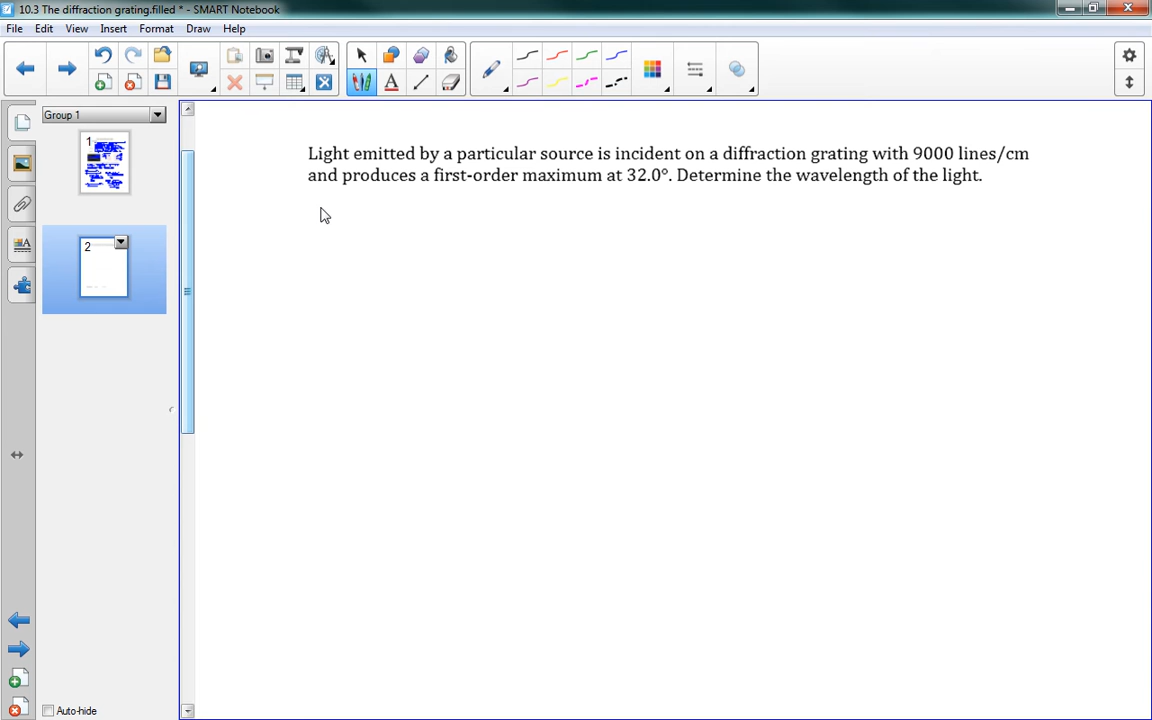 10.3 The diffraction grating.filled * - SMART Notebook
File Edit View Insert Format Draw Help
Group 1
1
2
Light emitted by a particular source is incident on a diffraction grating with 9000 lines/cm
and produces a first-order maximum at 32.0°. Determine the wavelength of the light.
Auto-hide